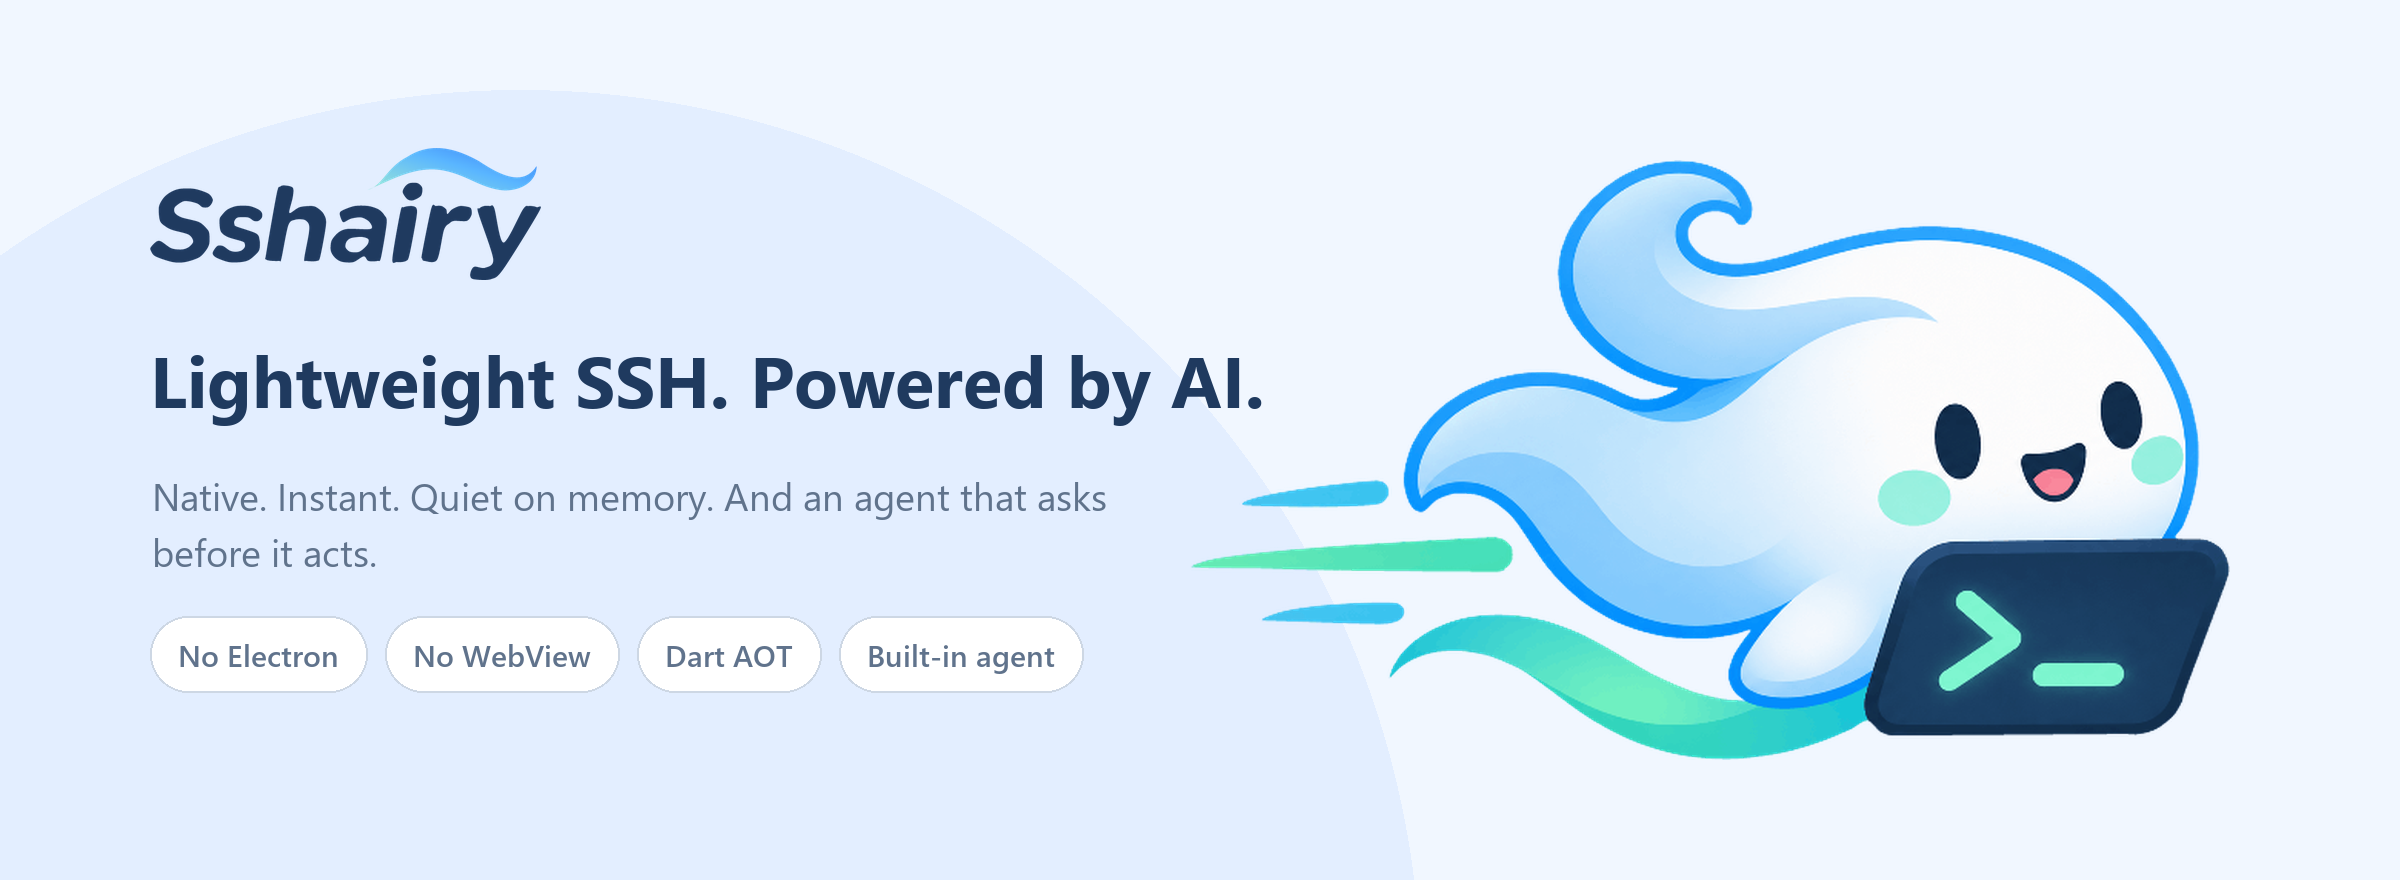 Sshairy
Lightweight SSH. Powered by AI.
Native. Instant. Quiet on memory. And an agent that asks
before it acts.
No Electron
No WebView
Dart AOT
Built-in agent
>_